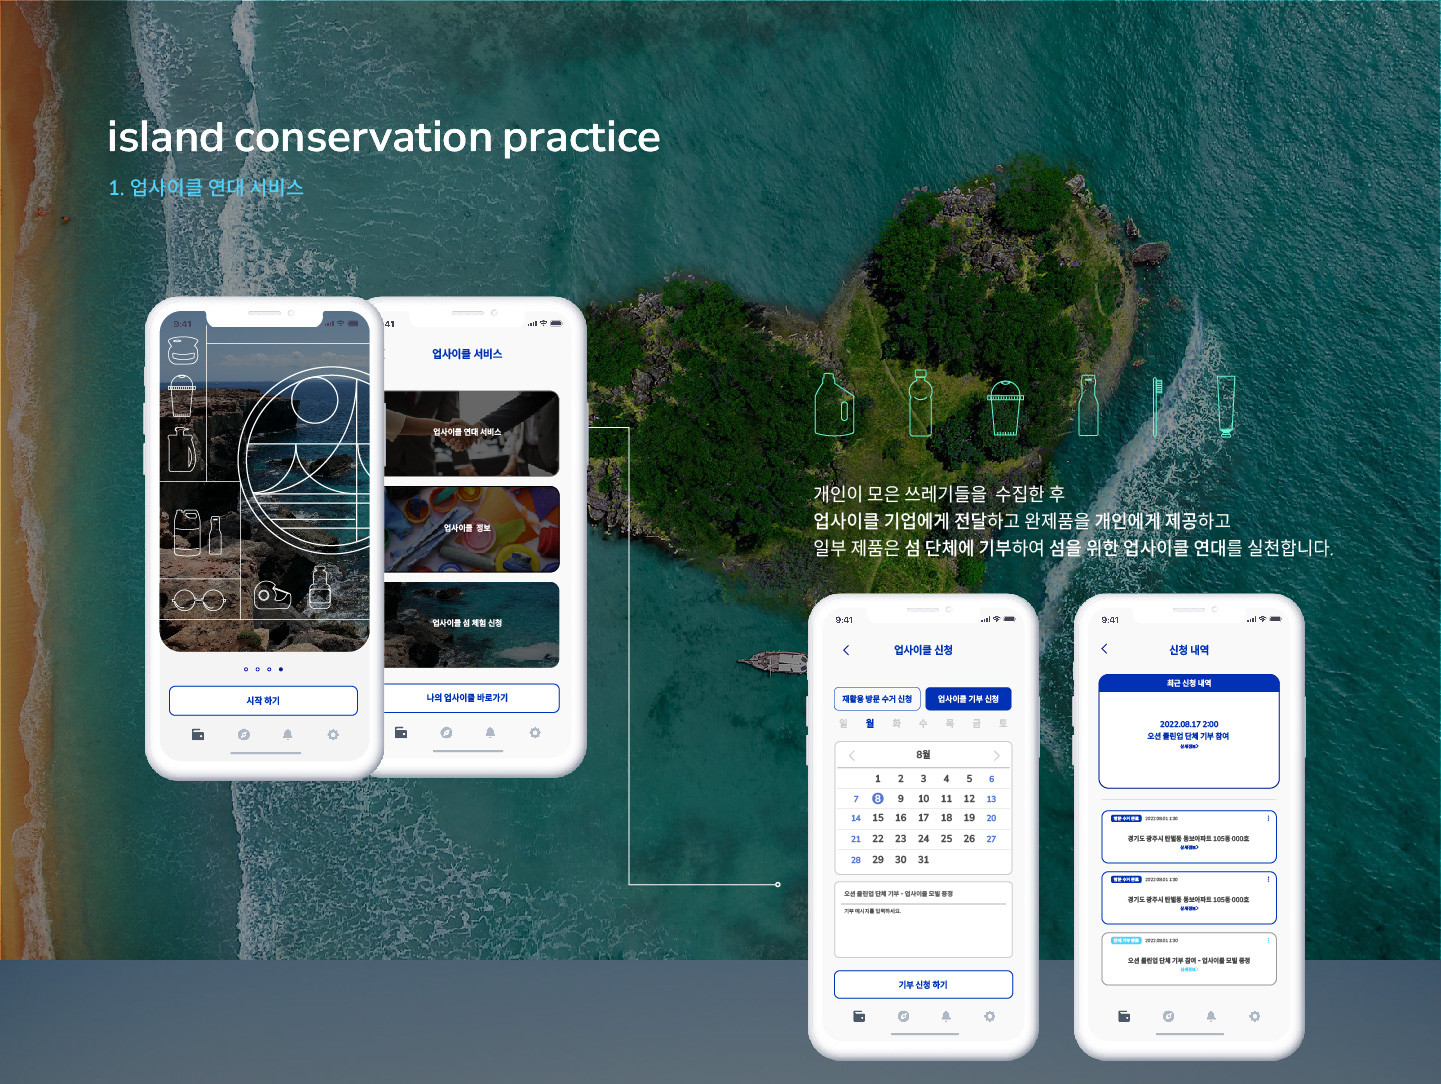 island conservation practice
1. 업사이클 연대 서비스
9:41
시작 하기
41
업사이클 서비스
업사이클 연대 서비스
업사이클 정보
업사이클 섬 체험 신청
나의 업사이클 바로가기
개인이 모은 쓰레기들을 수집한 후
업사이클 기업에게 전달하고 완제품을 개인에게 제공하고
일부 제품은 섬 단체에 기부하여 섬을 위한 업사이클 연대를 실천합니다.
9:41
업사이클 신청
재활용 방문 수거 신청 업사이클 기부 신청
일 월 화 수 목 금 토
8월
1 2 3 4 5 6
7 8 9 10 11 12 13
14 15 16 17 18 19 20
21 22 23 24 25 26 27
28 29 30 31
오션 클린업 단체 기부 - 업사이클 모빌 증정
기부 메시지를 입력하세요.
기부 신청 하기
9:41
신청 내역
최근 신청 내역
2022.08.17 2:00
오션 클린업 단체 기부 참여
상세정보>
방문 수거 완료 2022.08.01 1:30
경기도 광주시 탄벌동 동보아파트 105동 000호
상세정보>
방문 수거 완료 2022.08.01 1:30
경기도 광주시 탄벌동 동보아파트 105동 000호
상세정보>
단체 기부 완료 2022.08.01 1:30
오션 클린업 단체 기부 참여 - 업사이클 모빌 증정
상세정보>